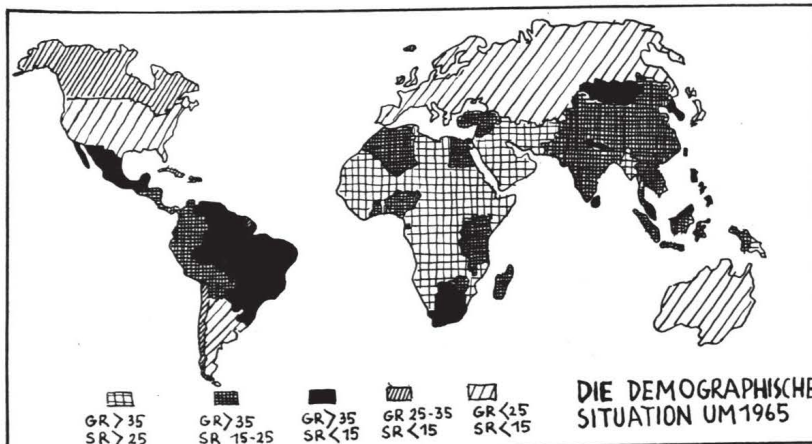 GR > 35
SR > 25
GR > 35
SR 15-25
GR > 35
SR < 15
GR 25-35
SR < 15
GR < 25
SR < 15
DIE DEMOGRAPHISCHE
SITUATION UM 1965